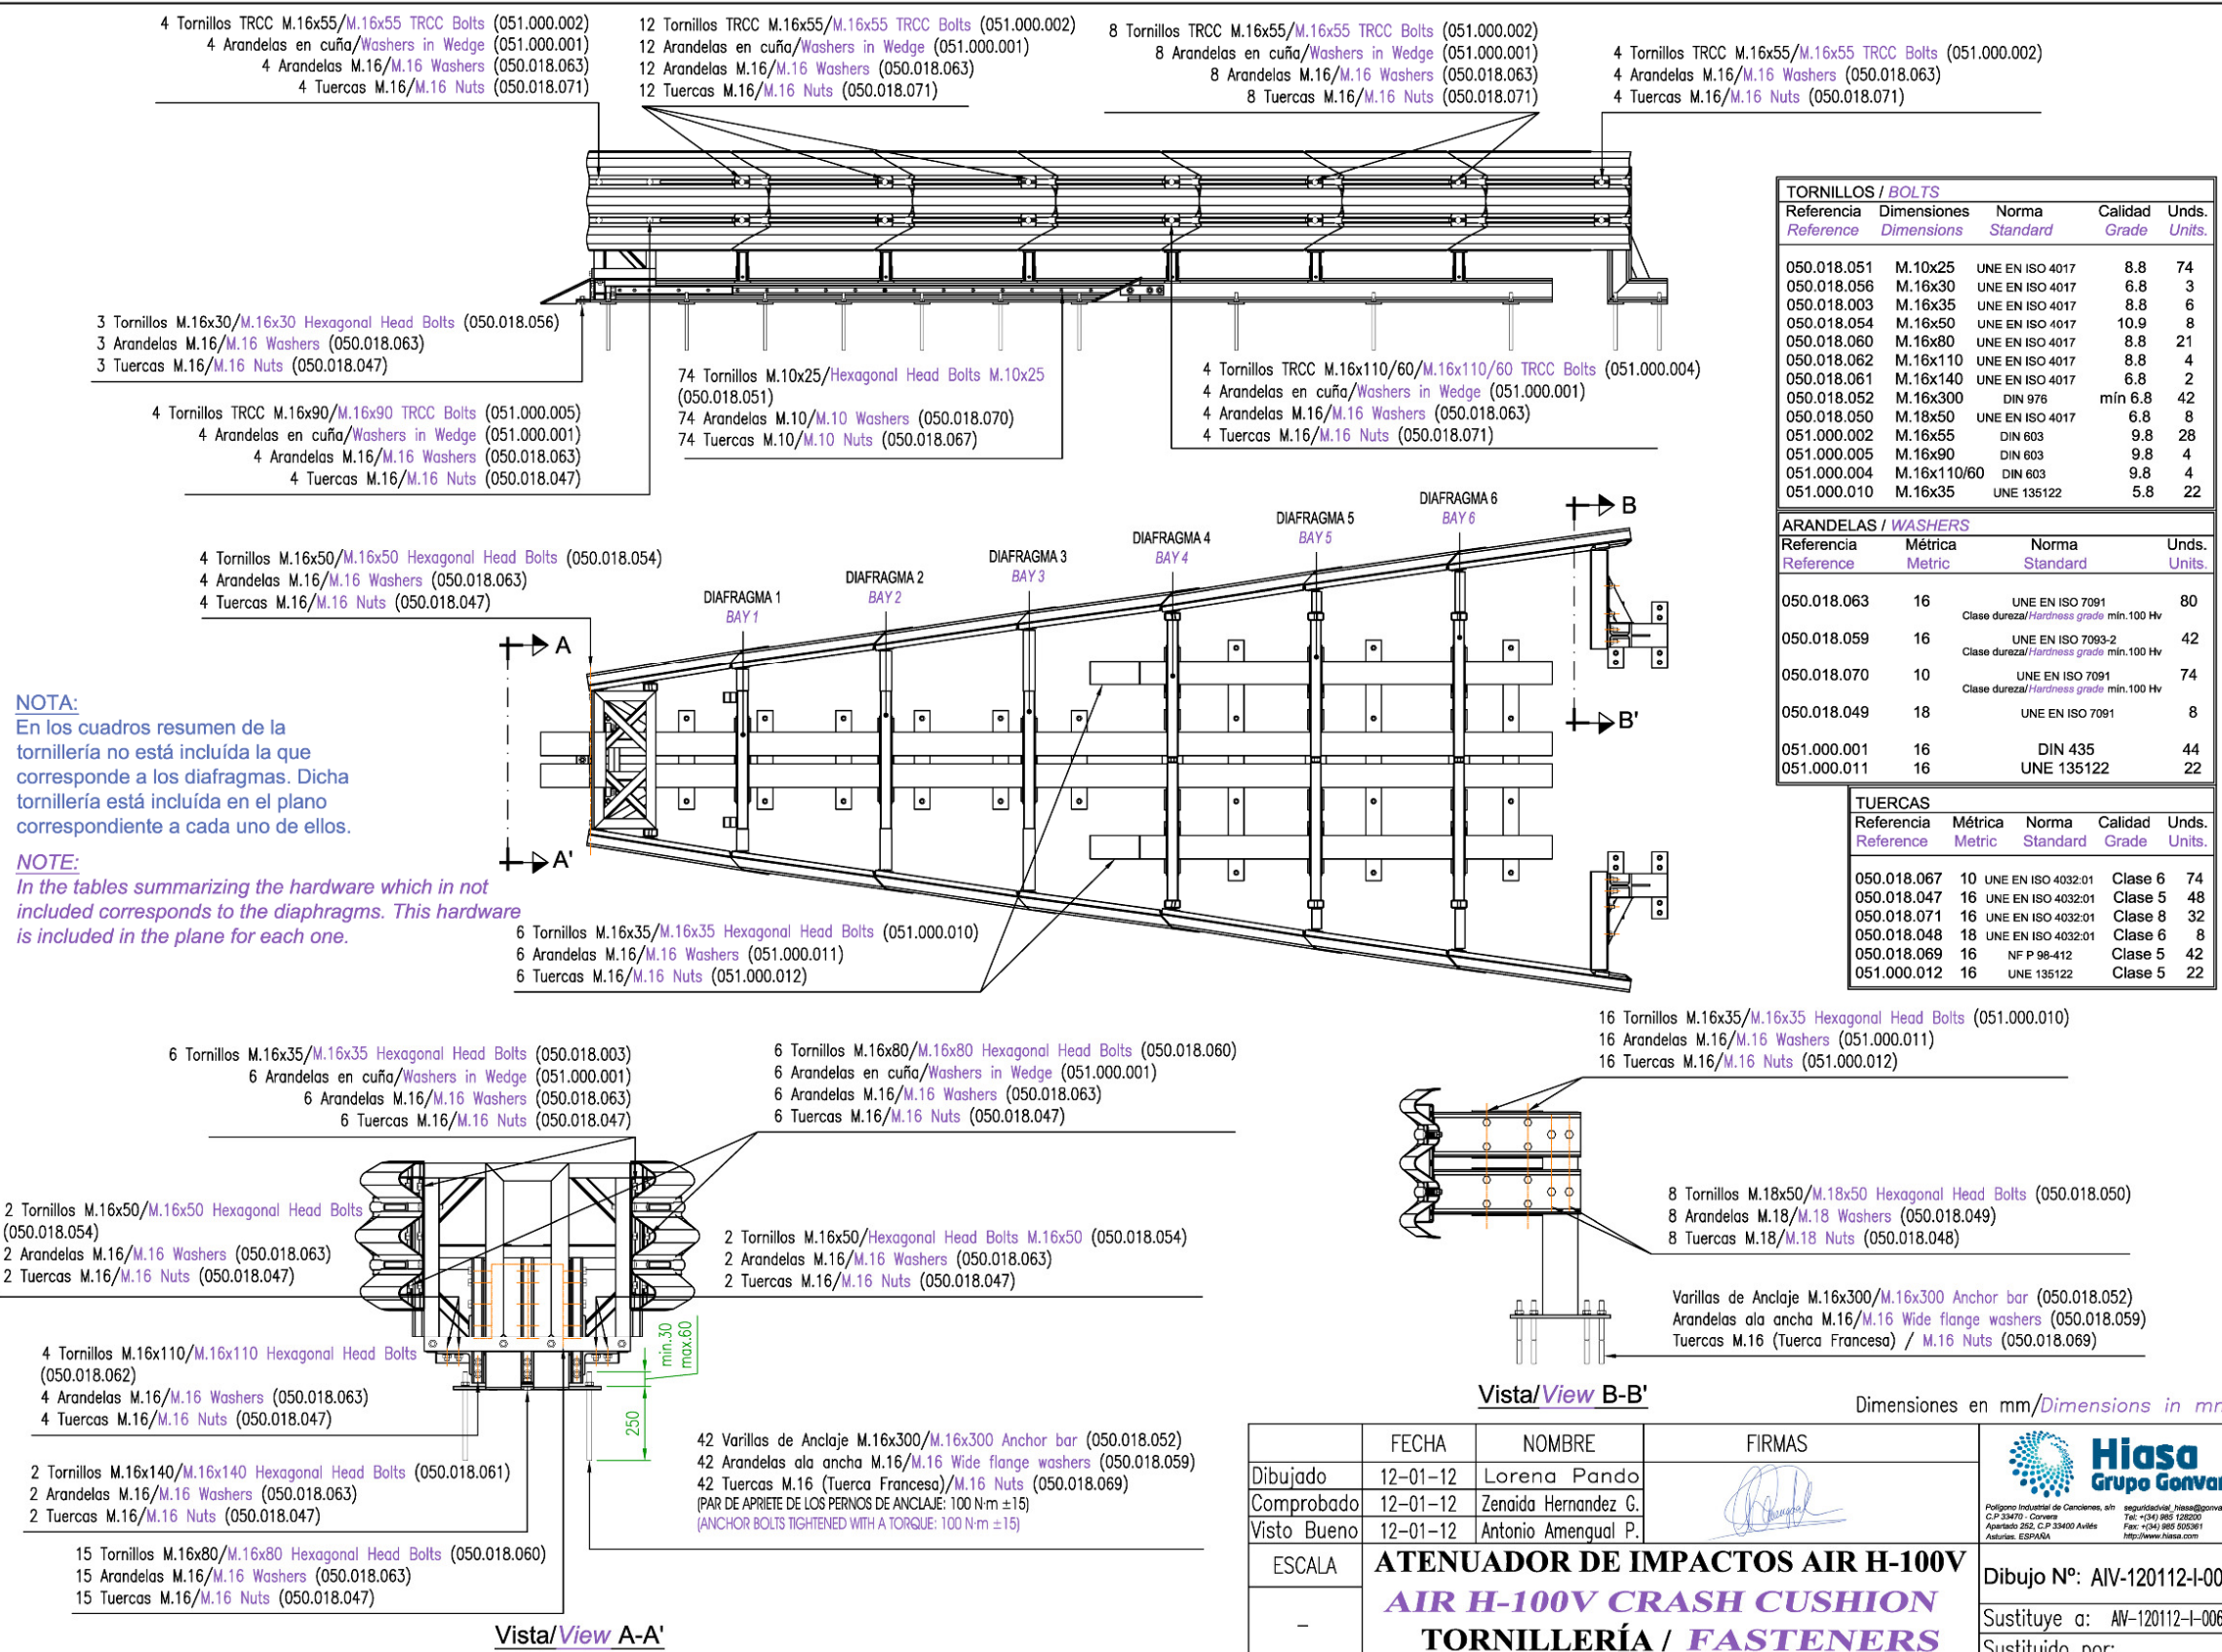 4 Tornillos TRCC M.16x55/M.16x55 TRCC Bolts (051.000.002)
4 Arandelas en cuña/Washers in Wedge (051.000.001)
4 Arandelas M.16/M.16 Washers (050.018.063)
4 Tuercas M.16/M.16 Nuts (050.018.071)
12 Tornillos TRCC M.16x55/M.16x55 TRCC Bolts (051.000.002)
12 Arandelas en cuña/Washers in Wedge (051.000.001)
12 Arandelas M.16/M.16 Washers (050.018.063)
12 Tuercas M.16/M.16 Nuts (050.018.071)
8 Tornillos TRCC M.16x55/M.16x55 TRCC Bolts (051.000.002)
8 Arandelas en cuña/Washers in Wedge (051.000.001)
8 Arandelas M.16/M.16 Washers (050.018.063)
8 Tuercas M.16/M.16 Nuts (050.018.071)
4 Tornillos TRCC M.16x55/M.16x55 TRCC Bolts (051.000.002)
4 Arandelas M.16/M.16 Washers (050.018.063)
4 Tuercas M.16/M.16 Nuts (050.018.071)
3 Tornillos M.16x30/M.16x30 Hexagonal Head Bolts (050.018.056)
3 Arandelas M.16/M.16 Washers (050.018.063)
3 Tuercas M.16/M.16 Nuts (050.018.047)
4 Tornillos TRCC M.16x90/M.16x90 TRCC Bolts (051.000.005)
4 Arandelas en cuña/Washers in Wedge (051.000.001)
4 Arandelas M.16/M.16 Washers (050.018.063)
4 Tuercas M.16/M.16 Nuts (050.018.047)
74 Tornillos M.10x25/Hexagonal Head Bolts M.10x25
(050.018.051)
74 Arandelas M.10/M.10 Washers (050.018.070)
74 Tuercas M.10/M.10 Nuts (050.018.067)
4 Tornillos TRCC M.16x110/60/M.16x110/60 TRCC Bolts (051.000.004)
4 Arandelas en cuña/Washers in Wedge (051.000.001)
4 Arandelas M.16/M.16 Washers (050.018.063)
4 Tuercas M.16/M.16 Nuts (050.018.071)
TORNILLOS / BOLTS
Referencia Dimensiones Norma Calidad Unds.
Reference Dimensions Standard Grade Units.
050.018.051 M.10x25 UNE EN ISO 4017 8.8 74
050.018.056 M.16x30 UNE EN ISO 4017 6.8 3
050.018.003 M.16x35 UNE EN ISO 4017 8.8 6
050.018.054 M.16x50 UNE EN ISO 4017 10.9 8
050.018.060 M.16x80 UNE EN ISO 4017 8.8 21
050.018.062 M.16x110 UNE EN ISO 4017 8.8 4
050.018.061 M.16x140 UNE EN ISO 4017 6.8 2
050.018.052 M.16x300 DIN 976 mín 6.8 42
050.018.050 M.18x50 UNE EN ISO 4017 6.8 8
051.000.002 M.16x55 DIN 603 9.8 28
051.000.005 M.16x90 DIN 603 9.8 4
051.000.004 M.16x110/60 DIN 603 9.8 4
051.000.010 M.16x35 UNE 135122 5.8 22
ARANDELAS / WASHERS
Referencia Métrica Norma Unds.
Reference Metric Standard Units.
050.018.063 16 UNE EN ISO 7091 80
Clase dureza/Hardness grade mín.100 Hv
050.018.059 16 UNE EN ISO 7093-2 42
Clase dureza/Hardness grade mín.100 Hv
050.018.070 10 UNE EN ISO 7091 74
Clase dureza/Hardness grade mín.100 Hv
050.018.049 18 UNE EN ISO 7091 8
051.000.001 16 DIN 435 44
051.000.011 16 UNE 135122 22
TUERCAS
Referencia Métrica Norma Calidad Unds.
Reference Metric Standard Grade Units.
050.018.067 10 UNE EN ISO 4032:01 Clase 6 74
050.018.047 16 UNE EN ISO 4032:01 Clase 5 48
050.018.071 16 UNE EN ISO 4032:01 Clase 8 32
050.018.048 18 UNE EN ISO 4032:01 Clase 6 8
050.018.069 16 NF P 98-412 Clase 5 42
051.000.012 16 UNE 135122 Clase 5 22
4 Tornillos M.16x50/M.16x50 Hexagonal Head Bolts (050.018.054)
4 Arandelas M.16/M.16 Washers (050.018.063)
4 Tuercas M.16/M.16 Nuts (050.018.047)
DIAFRAGMA 1
BAY 1
DIAFRAGMA 2
BAY 2
DIAFRAGMA 3
BAY 3
DIAFRAGMA 4
BAY 4
DIAFRAGMA 5
BAY 5
DIAFRAGMA 6
BAY 6
A
B
B'
A'
NOTA:
En los cuadros resumen de la
tornillería no está incluída la que
corresponde a los diafragmas. Dicha
tornillería está incluída en el plano
correspondiente a cada uno de ellos.
NOTE:
In the tables summarizing the hardware which in not
included corresponds to the diaphragms. This hardware
is included in the plane for each one.
6 Tornillos M.16x35/M.16x35 Hexagonal Head Bolts (051.000.010)
6 Arandelas M.16/M.16 Washers (051.000.011)
6 Tuercas M.16/M.16 Nuts (051.000.012)
6 Tornillos M.16x35/M.16x35 Hexagonal Head Bolts (050.018.003)
6 Arandelas en cuña/Washers in Wedge (051.000.001)
6 Arandelas M.16/M.16 Washers (050.018.063)
6 Tuercas M.16/M.16 Nuts (050.018.047)
6 Tornillos M.16x80/M.16x80 Hexagonal Head Bolts (050.018.060)
6 Arandelas en cuña/Washers in Wedge (051.000.001)
6 Arandelas M.16/M.16 Washers (050.018.063)
6 Tuercas M.16/M.16 Nuts (050.018.047)
16 Tornillos M.16x35/M.16x35 Hexagonal Head Bolts (051.000.010)
16 Arandelas M.16/M.16 Washers (051.000.011)
16 Tuercas M.16/M.16 Nuts (051.000.012)
2 Tornillos M.16x50/M.16x50 Hexagonal Head Bolts
(050.018.054)
2 Arandelas M.16/M.16 Washers (050.018.063)
2 Tuercas M.16/M.16 Nuts (050.018.047)
2 Tornillos M.16x50/Hexagonal Head Bolts M.16x50 (050.018.054)
2 Arandelas M.16/M.16 Washers (050.018.063)
2 Tuercas M.16/M.16 Nuts (050.018.047)
8 Tornillos M.18x50/M.18x50 Hexagonal Head Bolts (050.018.050)
8 Arandelas M.18/M.18 Washers (050.018.049)
8 Tuercas M.18/M.18 Nuts (050.018.048)
Varillas de Anclaje M.16x300/M.16x300 Anchor bar (050.018.052)
Arandelas ala ancha M.16/M.16 Wide flange washers (050.018.059)
Tuercas M.16 (Tuerca Francesa) / M.16 Nuts (050.018.069)
4 Tornillos M.16x110/M.16x110 Hexagonal Head Bolts
(050.018.062)
4 Arandelas M.16/M.16 Washers (050.018.063)
4 Tuercas M.16/M.16 Nuts (050.018.047)
min.30
max.60
250
2 Tornillos M.16x140/M.16x140 Hexagonal Head Bolts (050.018.061)
2 Arandelas M.16/M.16 Washers (050.018.063)
2 Tuercas M.16/M.16 Nuts (050.018.047)
42 Varillas de Anclaje M.16x300/M.16x300 Anchor bar (050.018.052)
42 Arandelas ala ancha M.16/M.16 Wide flange washers (050.018.059)
42 Tuercas M.16 (Tuerca Francesa)/M.16 Nuts (050.018.069)
(PAR DE APRIETE DE LOS PERNOS DE ANCLAJE: 100 N·m ±15)
(ANCHOR BOLTS TIGHTENED WITH A TORQUE: 100 N·m ±15)
15 Tornillos M.16x80/M.16x80 Hexagonal Head Bolts (050.018.060)
15 Arandelas M.16/M.16 Washers (050.018.063)
15 Tuercas M.16/M.16 Nuts (050.018.047)
Vista/View A-A'
Vista/View B-B'
Dimensiones en mm/Dimensions in mm
FECHA NOMBRE FIRMAS
Dibujado 12-01-12 Lorena Pando
Comprobado 12-01-12 Zenaida Hernandez G.
Visto Bueno 12-01-12 Antonio Amengual P.
Hiasa
Grupo Gonvar
Polígono Industrial de Cancienes, s/n
C.P 33470 - Corvera
Apartado 252, C.P 33400 Avilés
Asturias. ESPAÑA
seguridadvial_hiasa@gonva
Tel: +(34) 985 128200
Fax: +(34) 985 505361
http://www.hiasa.com
ESCALA
–
ATENUADOR DE IMPACTOS AIR H-100V
AIR H-100V CRASH CUSHION
TORNILLERÍA / FASTENERS
Dibujo Nº: AIV-120112-I-00
Sustituye a: AIV-120112-I-006
Sustituido por: